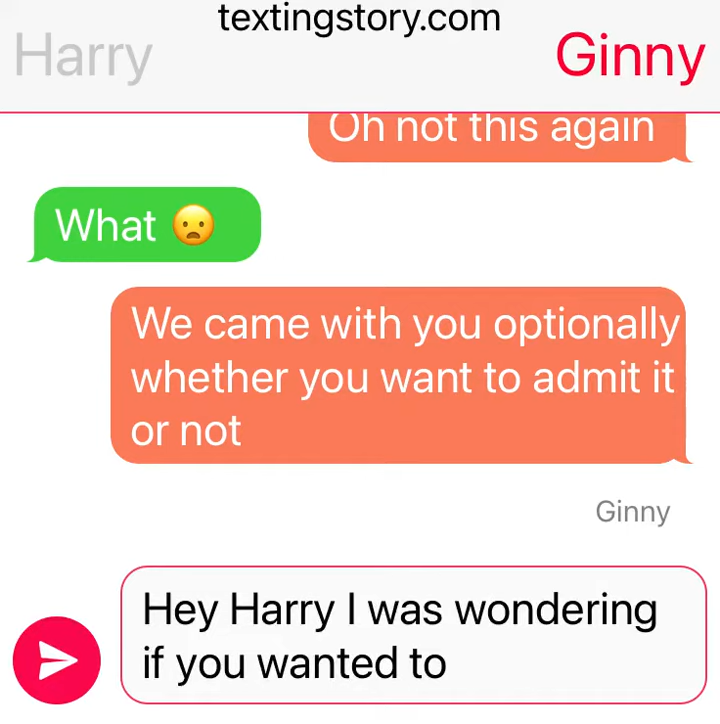 textingstory.com
Harry
Ginny
Oh not this again
What
We came with you optionally
whether you want to admit it
or not
Ginny
Hey Harry I was wondering
if you wanted to